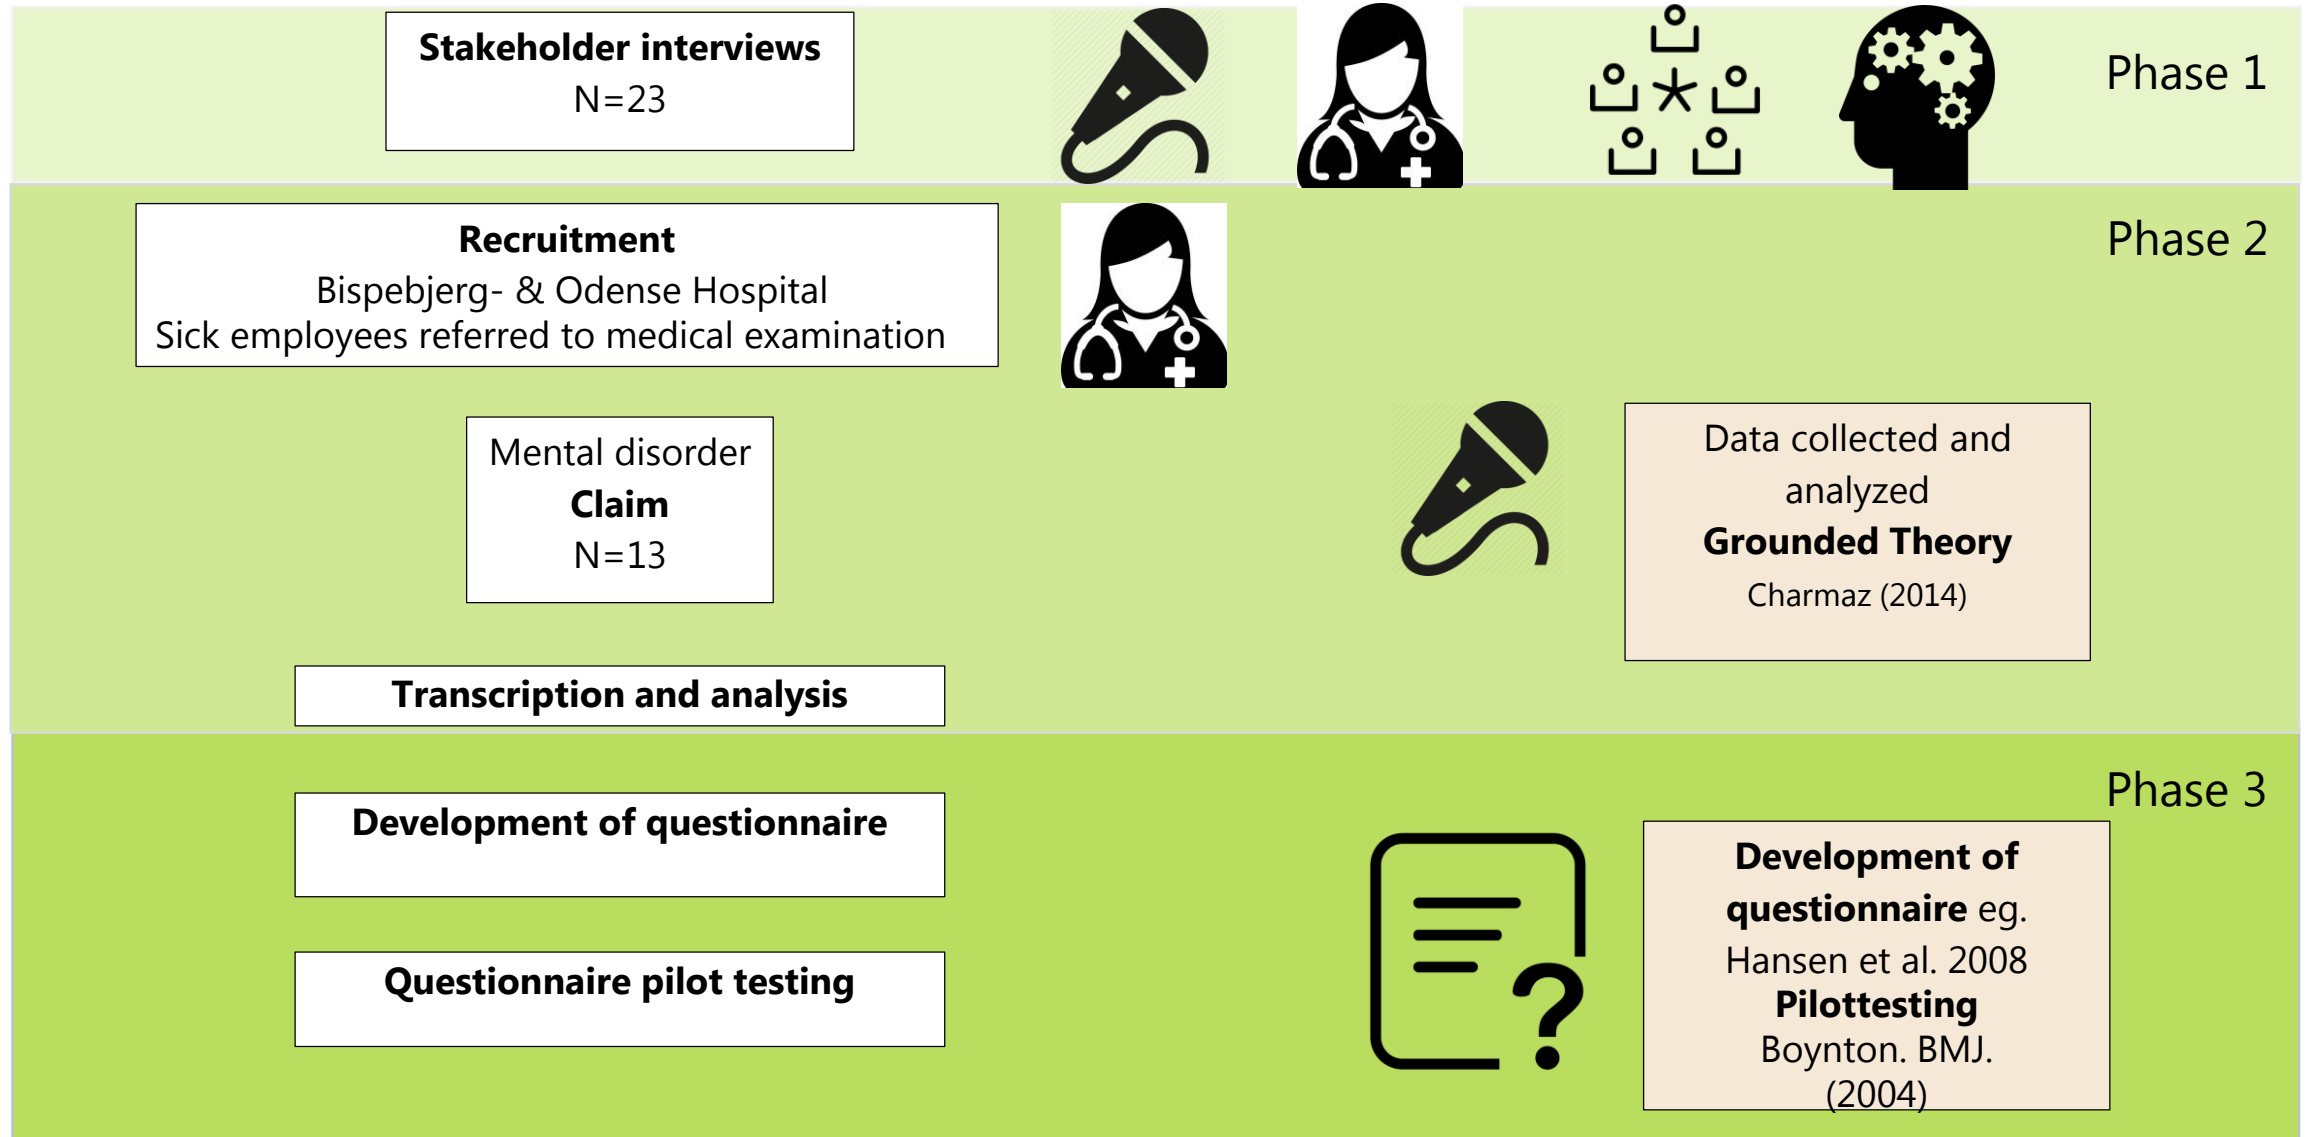 Stakeholder interviews
N=23
Phase 1
Recruitment
Bispebjerg- & Odense Hospital
Sick employees referred to medical examination
Phase 2
Mental disorder
Claim
N=13
Data collected and
analyzed
Grounded Theory
Charmaz (2014)
Transcription and analysis
Phase 3
Development of questionnaire
Questionnaire pilot testing
Development of
questionnaire eg.
Hansen et al. 2008
Pilottesting
Boynton. BMJ.
(2004)